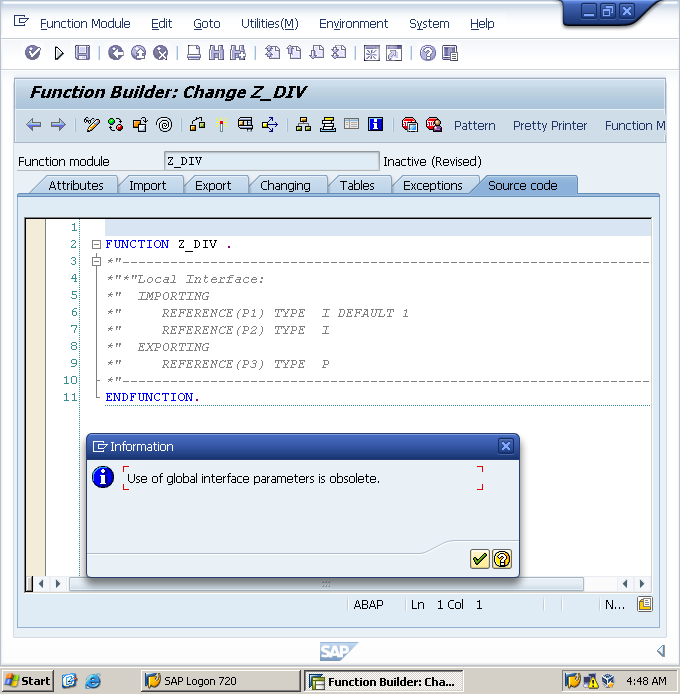 Function Module Edit Goto Utilities(M) Environment System Help
Function Builder: Change Z_DIV
Pattern Pretty Printer Function M
Function module Z_DIV Inactive (Revised)
Attributes Import Export Changing Tables Exceptions Source code
1
2 FUNCTION Z_DIV .
3 *"----------------------------------------------------------------------
4 *"*"Local Interface:
5 *" IMPORTING
6 *" REFERENCE(P1) TYPE I DEFAULT 1
7 *" REFERENCE(P2) TYPE I
8 *" EXPORTING
9 *" REFERENCE(P3) TYPE P
10 *"----------------------------------------------------------------------
11 ENDFUNCTION.
Information
Use of global interface parameters is obsolete.
ABAP Ln 1 Col 1 N...
SAP
Start SAP Logon 720 Function Builder: Cha... 4:48 AM